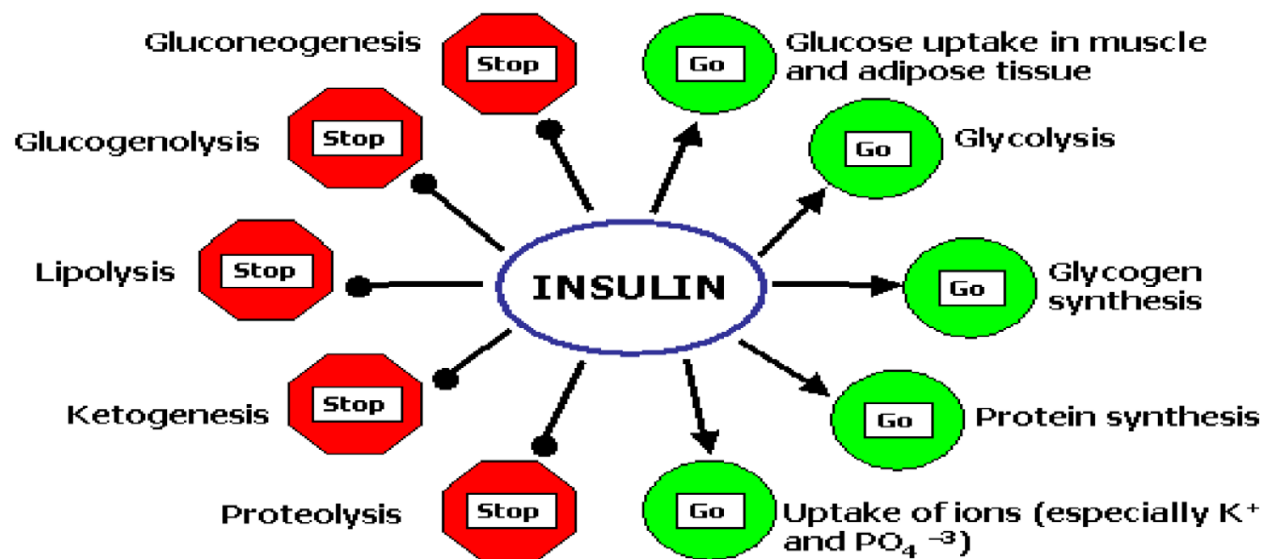 Gluconeogenesis
Stop
Go
Glucose uptake in muscle
and adipose tissue
Glucogenolysis
Stop
Go
Glycolysis
Lipolysis
Stop
INSULIN
Go
Glycogen
synthesis
Ketogenesis
Stop
Go
Protein synthesis
Proteolysis
Stop
Go
Uptake of ions (especially K⁺
and PO₄ ⁻³)